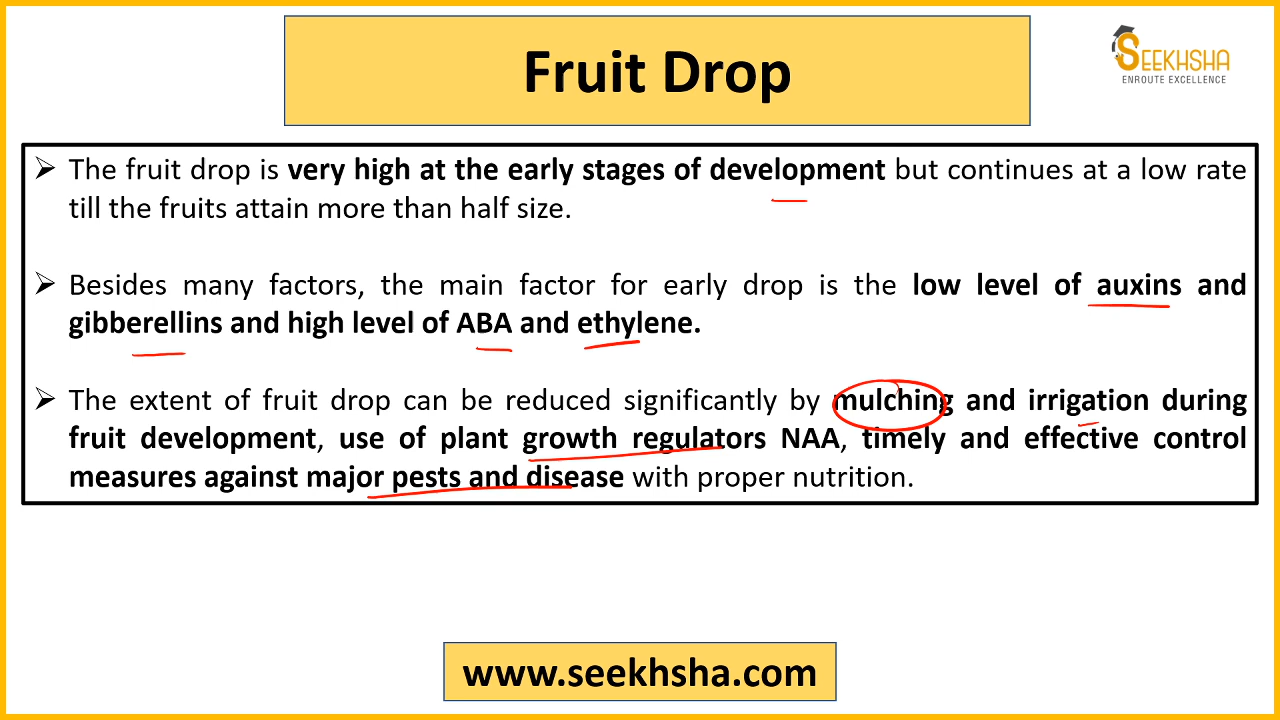 Fruit Drop
SEEKHSHA
ENROUTE EXCELLENCE
➤ The fruit drop is very high at the early stages of development but continues at a low rate
till the fruits attain more than half size.
➤ Besides many factors, the main factor for early drop is the low level of auxins and
gibberellins and high level of ABA and ethylene.
➤ The extent of fruit drop can be reduced significantly by mulching and irrigation during
fruit development, use of plant growth regulators NAA, timely and effective control
measures against major pests and disease with proper nutrition.
www.seekhsha.com